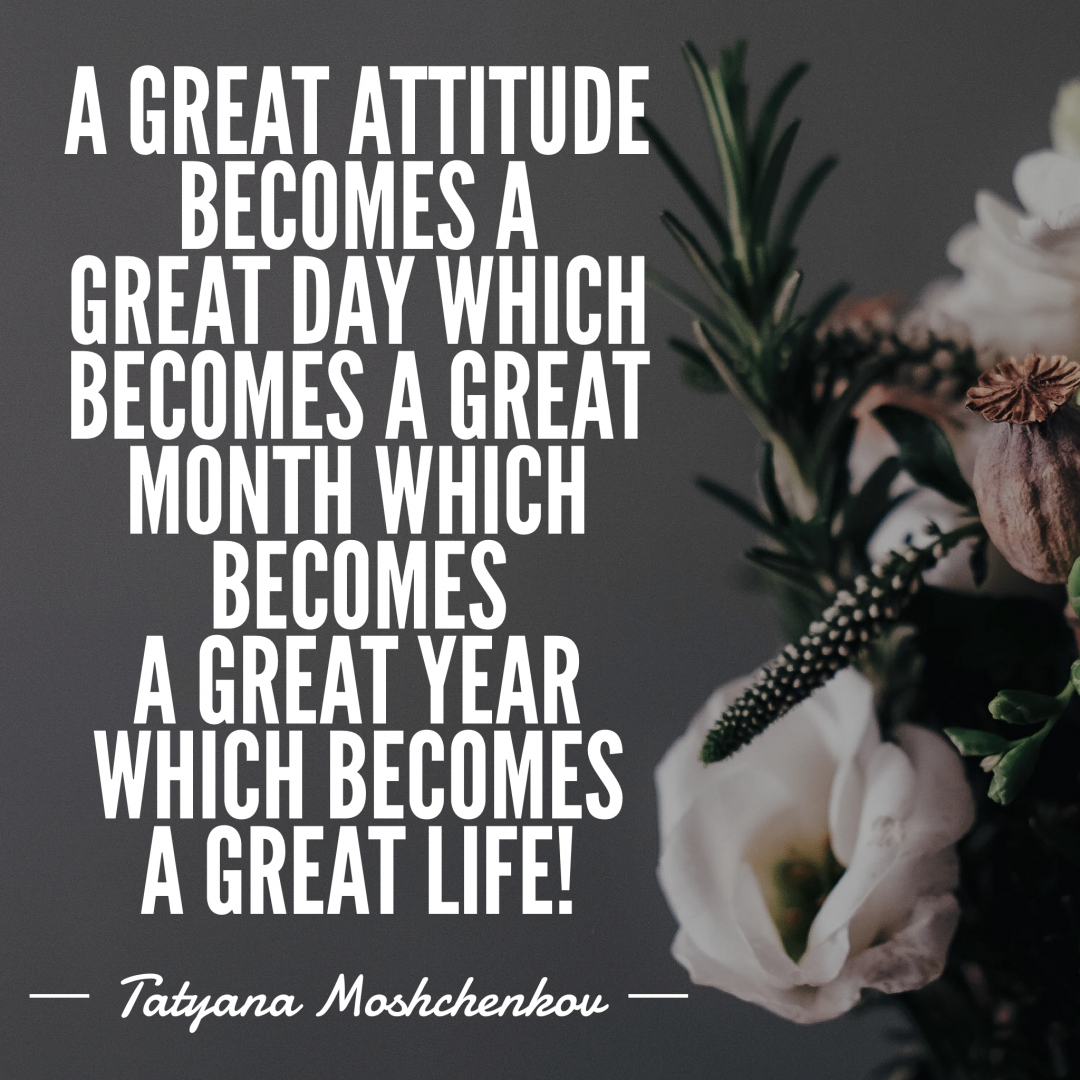 A GREAT ATTITUDE
BECOMES A
GREAT DAY WHICH
BECOMES A GREAT
MONTH WHICH
BECOMES
A GREAT YEAR
WHICH BECOMES
A GREAT LIFE!
— Tatyana Moshchenkov —